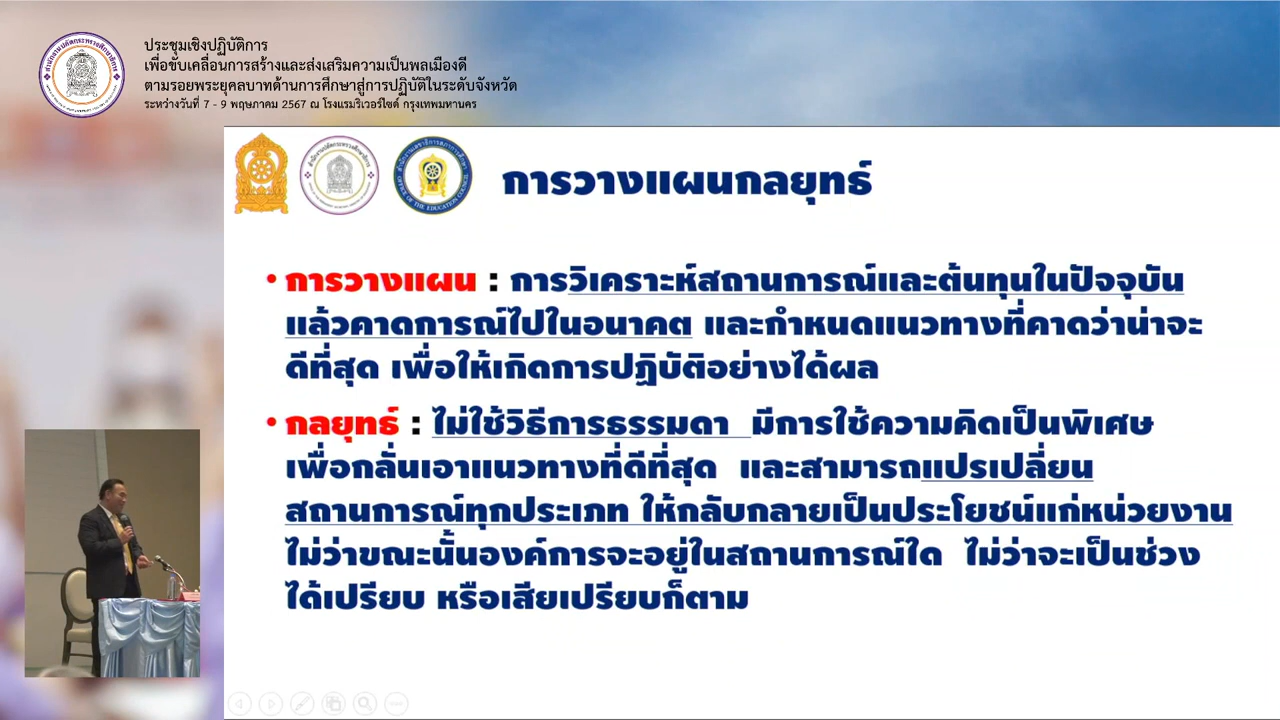 ประชุมเชิงปฏิบัติการ
เพื่อขับเคลื่อนการสร้างและส่งเสริมความเป็นพลเมืองดี
ตามรอยพระยุคลบาทด้านการศึกษาสู่การปฏิบัติในระดับจังหวัด
ระหว่างวันที่ 7 - 9 พฤษภาคม 2567 ณ โรงแรมริเวอร์ไซด์ กรุงเทพมหานคร
การวางแผนกลยุทธ์
• การวางแผน : การวิเคราะห์สถานการณ์และต้นทุนในปัจจุบัน
แล้วคาดการณ์ไปในอนาคต และกำหนดแนวทางที่คาดว่าน่าจะ
ดีที่สุด เพื่อให้เกิดการปฏิบัติอย่างได้ผล
• กลยุทธ์ : ไม่ใช้วิธีการธรรมดา มีการใช้ความคิดเป็นพิเศษ
เพื่อกลั่นเอาแนวทางที่ดีที่สุด และสามารถแปรเปลี่ยน
สถานการณ์ทุกประเภท ให้กลับกลายเป็นประโยชน์แก่หน่วยงาน
ไม่ว่าขณะนั้นองค์การจะอยู่ในสถานการณ์ใด ไม่ว่าจะเป็นช่วง
ได้เปรียบ หรือเสียเปรียบก็ตาม